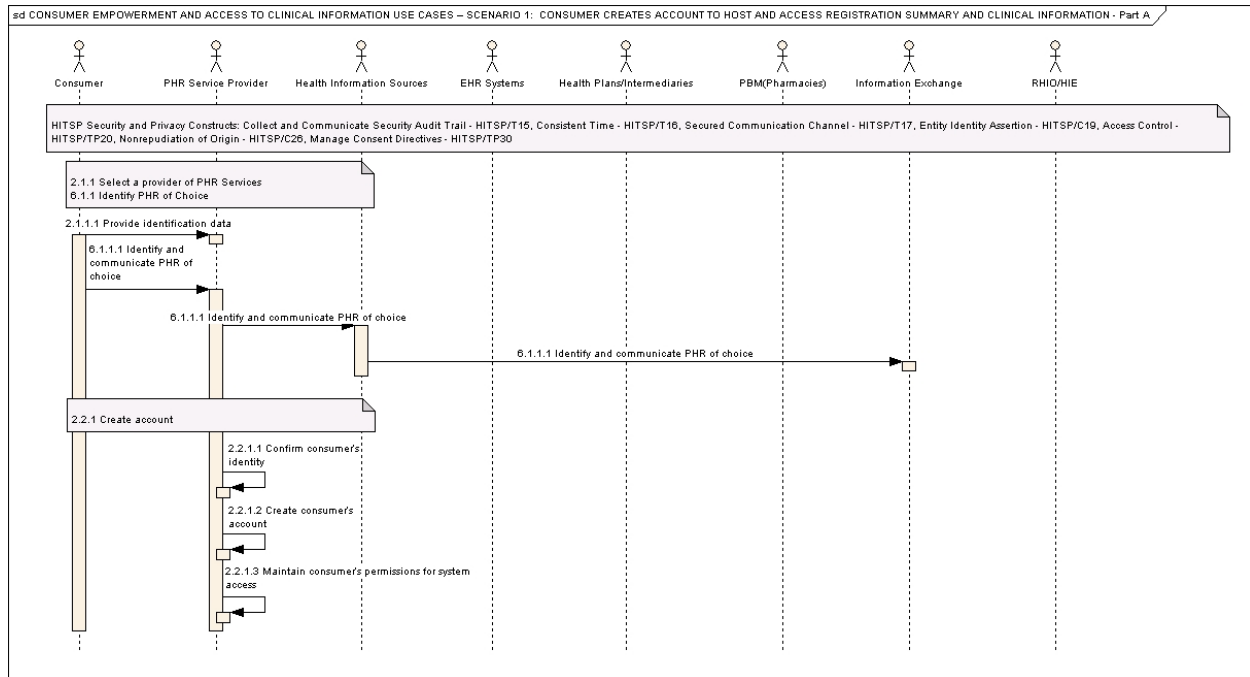 sd CONSUMER EMPOWERMENT AND ACCESS TO CLINICAL INFORMATION USE CASES – SCENARIO 1: CONSUMER CREATES ACCOUNT TO HOST AND ACCESS REGISTRATION SUMMARY AND CLINICAL INFORMATION - Part A
Consumer
PHR Service Provider
Health Information Sources
EHR Systems
Health Plans/Intermediaries
PBM(Pharmacies)
Information Exchange
RHIO/HIE
HITSP Security and Privacy Constructs: Collect and Communicate Security Audit Trail - HITSP/T15, Consistent Time - HITSP/T16, Secured Communication Channel - HITSP/T17, Entity Identity Assertion - HITSP/C19, Access Control -
HITSP/TP20, Nonrepudiation of Origin - HITSP/C26, Manage Consent Directives - HITSP/TP30
2.1.1 Select a provider of PHR Services
6.1.1 Identify PHR of Choice
2.1.1.1 Provide identification data
6.1.1.1 Identify and
communicate PHR of
choice
6.1.1.1 Identify and communicate PHR of choice
6.1.1.1 Identify and communicate PHR of choice
2.2.1 Create account
2.2.1.1 Confirm consumer's
identity
2.2.1.2 Create consumer's
account
2.2.1.3 Maintain consumer's permissions for system
access